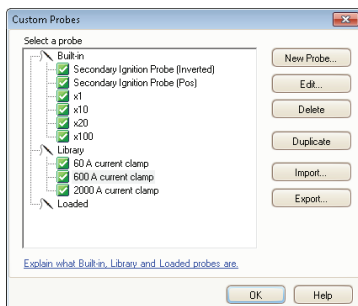 Custom Probes
Select a probe
Built-in
Secondary Ignition Probe (Inverted)
Secondary Ignition Probe (Pos)
x1
x10
x20
x100
Library
60 A current clamp
600 A current clamp
2000 A current clamp
Loaded
New Probe...
Edit...
Delete
Duplicate
Import...
Export...
Explain what Built-in, Library and Loaded probes are.
OK
Help